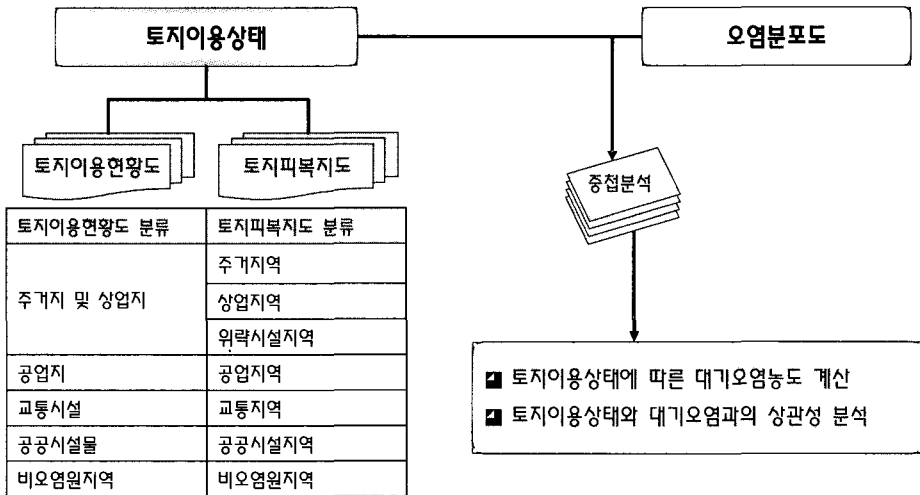 토지이용상태
오염분포도
토지이용현황도
토지피복지도
중첩분석
토지이용현황도 분류 토지피복지도 분류
주거지 및 상업지 주거지역
상업지역
위락시설지역
공업지 공업지역
교통시설 교통지역
공공시설물 공공시설지역
비오염원지역 비오염원지역
토지이용상태에 따른 대기오염농도 계산
토지이용상태와 대기오염과의 상관성 분석